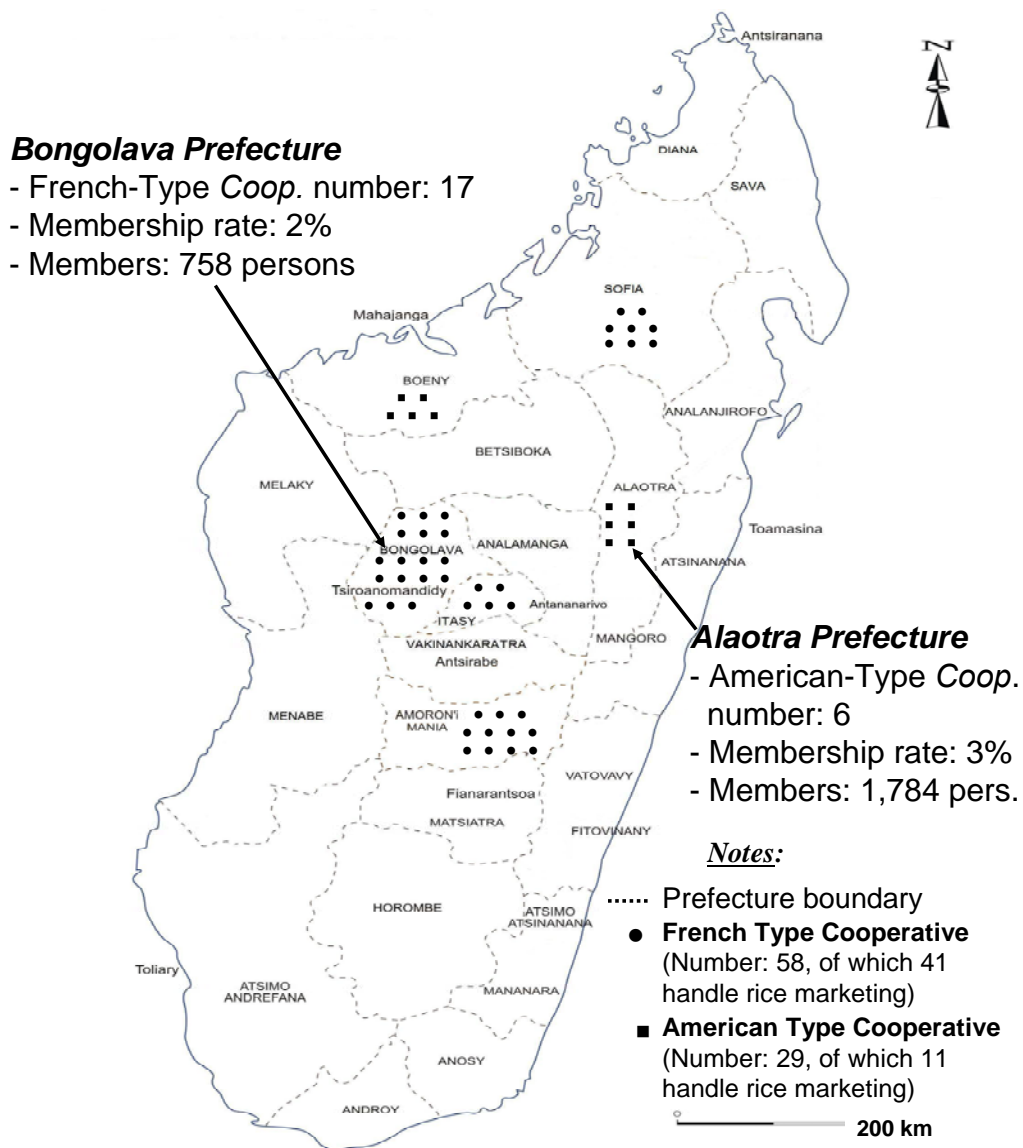 Antsiranana
N
Bongolava Prefecture
- French-Type Coop. number: 17
- Membership rate: 2%
- Members: 758 persons
DIANA
SAVA
SOFIA
Mahajanga
BOENY
ANALANJIROFO
BETSIBOKA
MELAKY
ALAOTRA
Toamasina
BONGOLAVA
ANALAMANGA
ATSINANANA
Tsiroanomandidy
Antananarivo
ITASY
MANGORO
VAKINANKARATRA
Antsirabe
Alaotra Prefecture
- American-Type Coop.
number: 6
- Membership rate: 3%
- Members: 1,784 pers.
MENABE
AMORON'I
MANIA
VATOVAVY
Fianarantsoa
MATSIATRA
FITOVINANY
Notes:
...... Prefecture boundary
● French Type Cooperative
(Number: 58, of which 41
handle rice marketing)
■ American Type Cooperative
(Number: 29, of which 11
handle rice marketing)
HOROMBE
ATSIMO
ATSINANANA
Toliary
ATSIMO
ANDREFANA
MANANARA
ANOSY
ANDROY
200 km